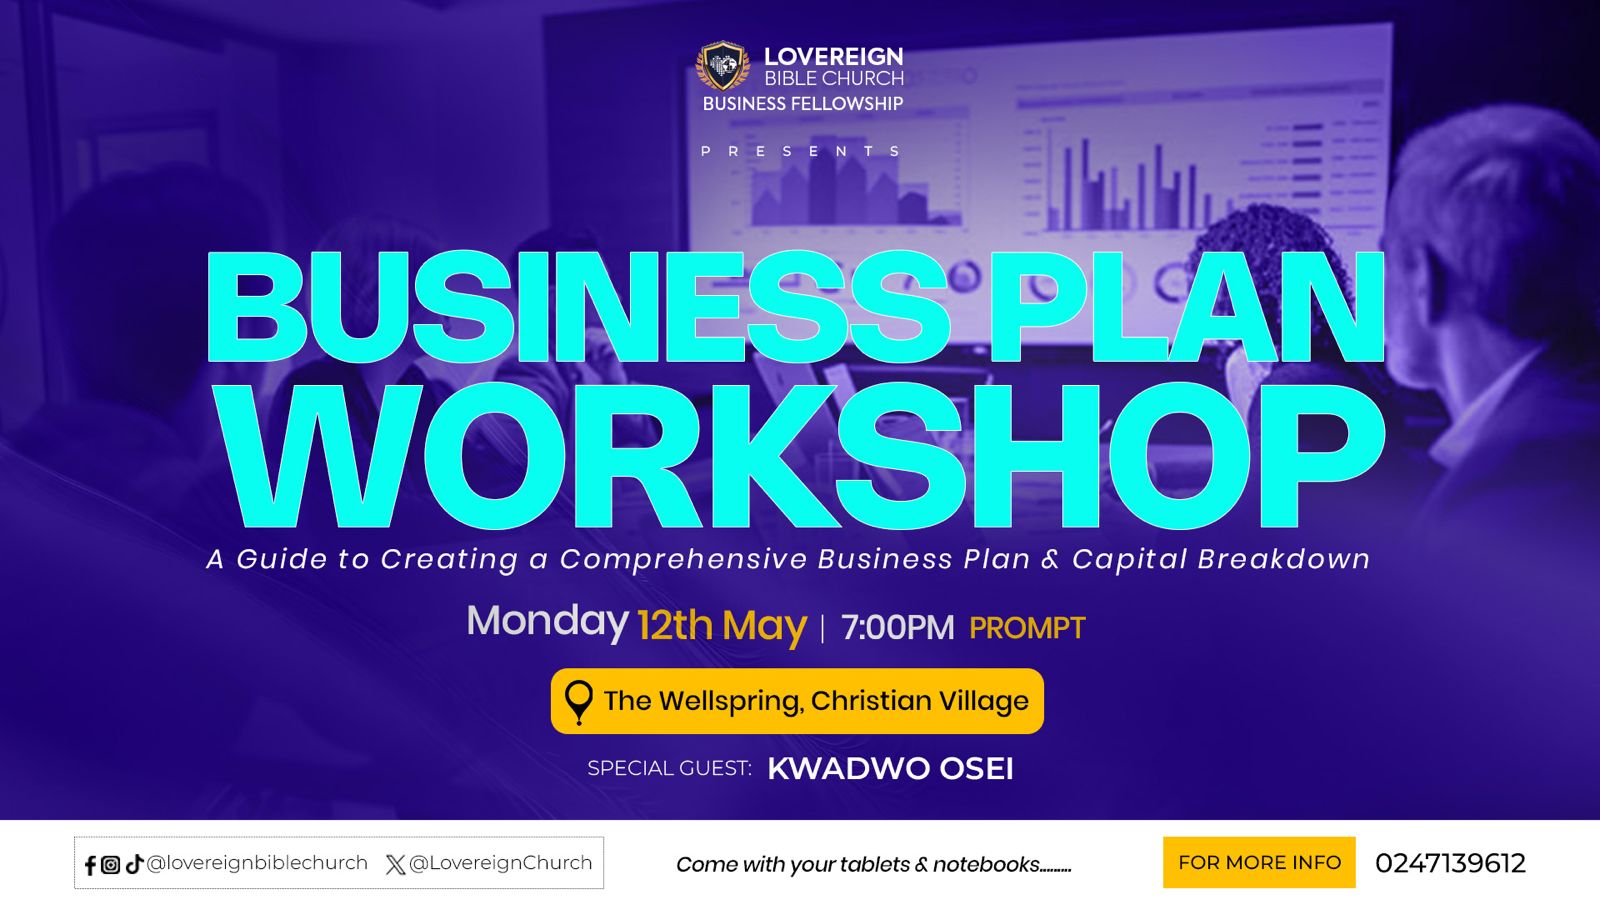 LOVEREIGN
BIBLE CHURCH
BUSINESS FELLOWSHIP
PRESENTS
BUSINESS PLAN
WORKSHOP
A Guide to Creating a Comprehensive Business Plan & Capital Breakdown
Monday 12th May | 7:00PM PROMPT
The Wellspring, Christian Village
SPECIAL GUEST: KWADWO OSEI
@lovereignbiblechurch @LovereignChurch
Come with your tablets & notebooks.........
FOR MORE INFO 0247139612